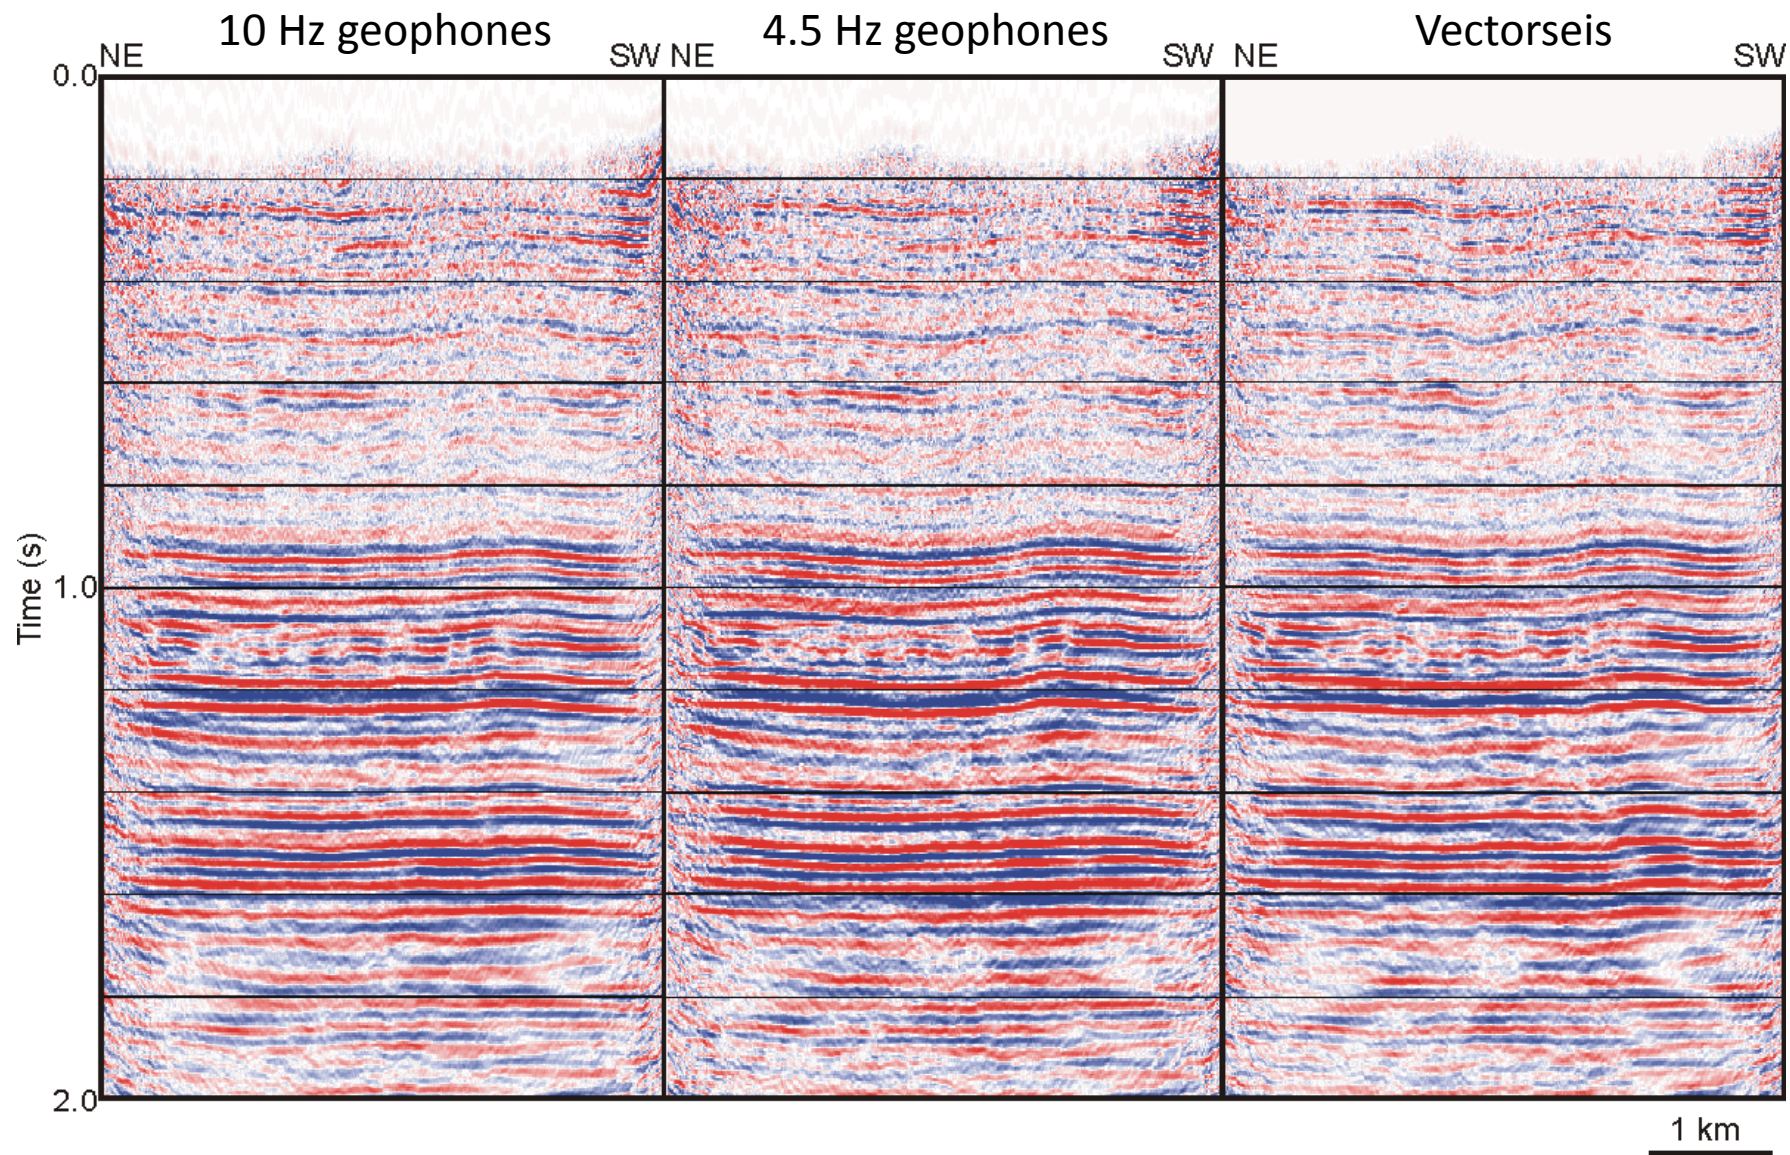 10 Hz geophones 4.5 Hz geophones Vectorseis
NE SW NE SW NE SW
0.0
Time (s)
1.0
2.0
1 km